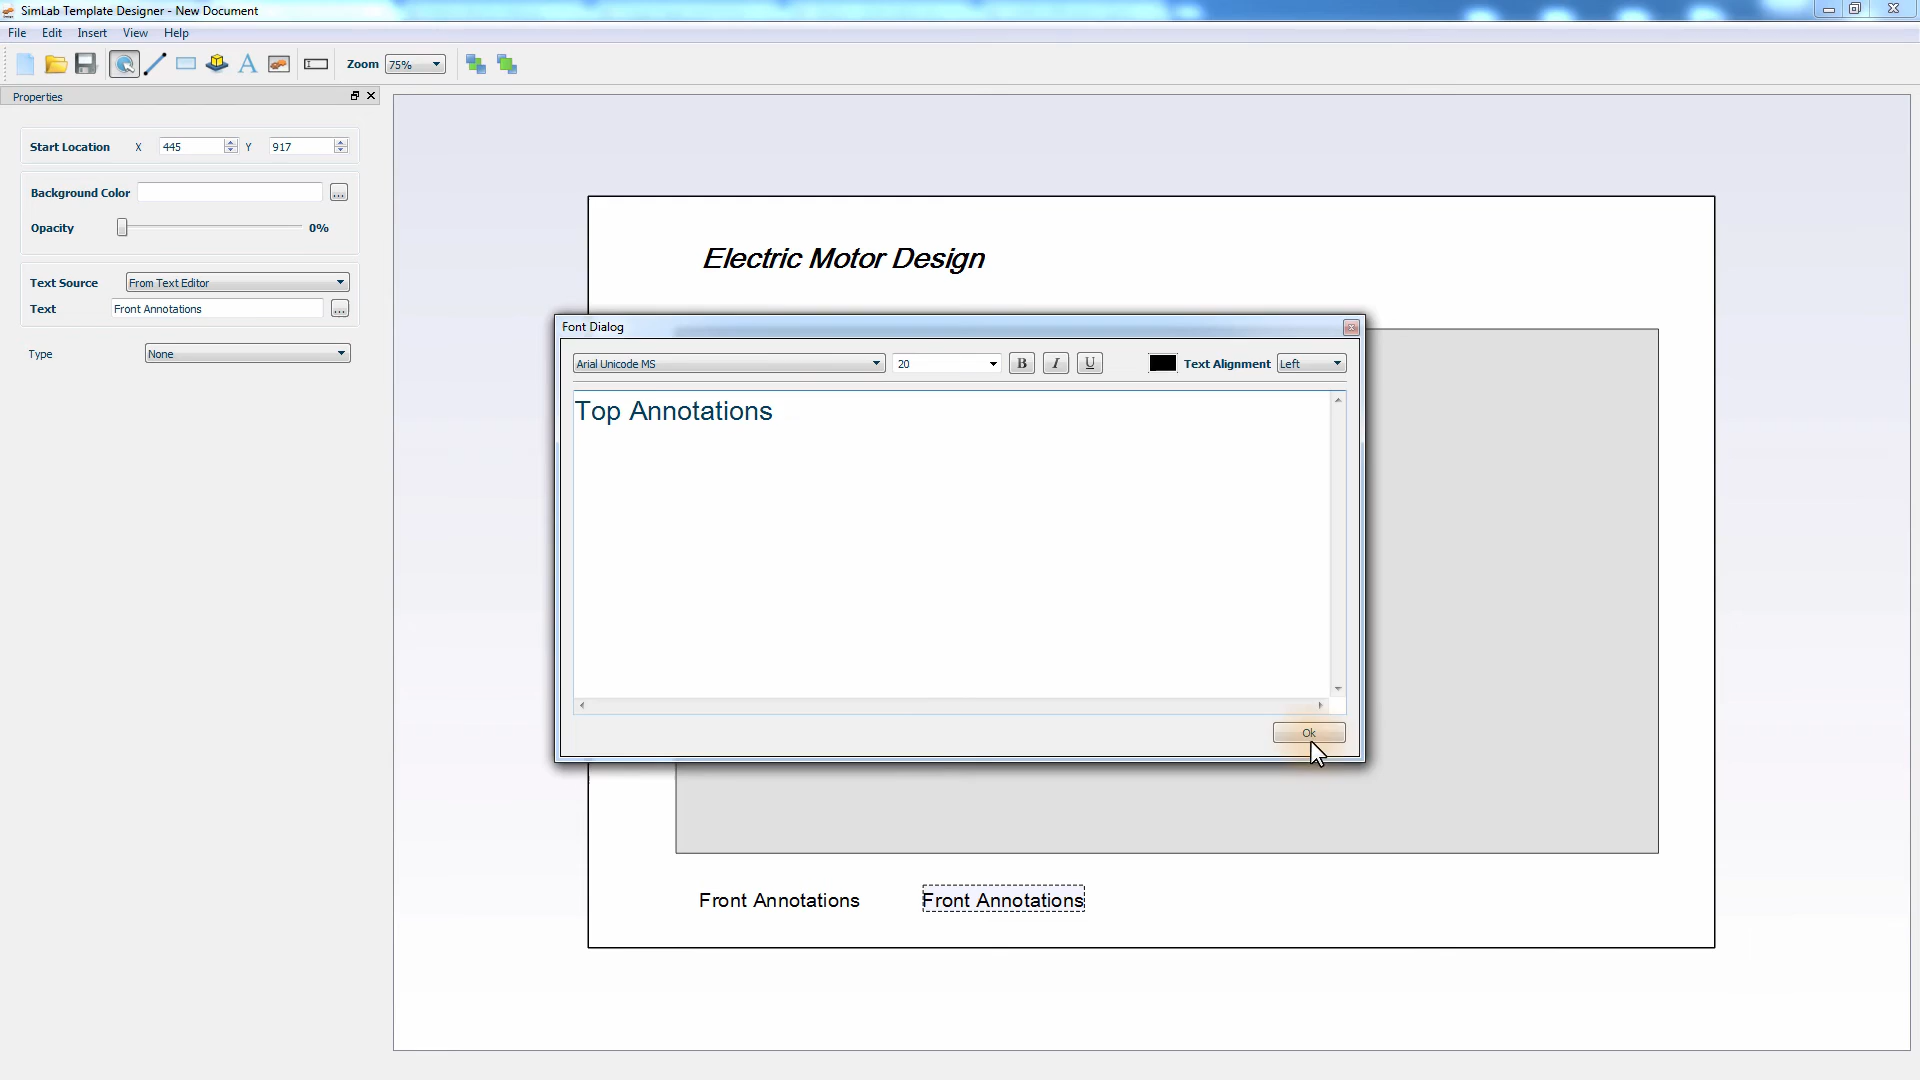 SimLab Template Designer - New Document
File Edit Insert View Help
Zoom 75%
Properties
Start Location X 445 Y 917
Background Color ...
Opacity 0%
Text Source From Text Editor
Text Front Annotations ...
Type None
Electric Motor Design
Font Dialog
Arial Unicode MS 20 B I U Text Alignment Left
Top Annotations
Ok
Front Annotations Front Annotations